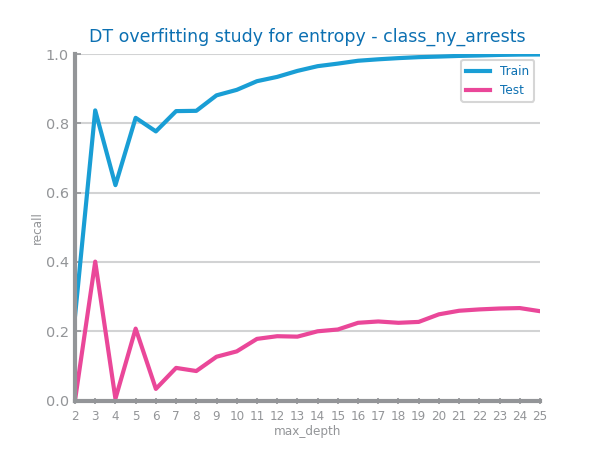 DT overfitting study for entropy - class_ny_arrests
1.0
Train
Test
0.8
0.6
recall
0.4
0.2
0.0
2 3 4 5 6 7 8 9 10 11 12 13 14 15 16 17 18 19 20 21 22 23 24 25
max_depth